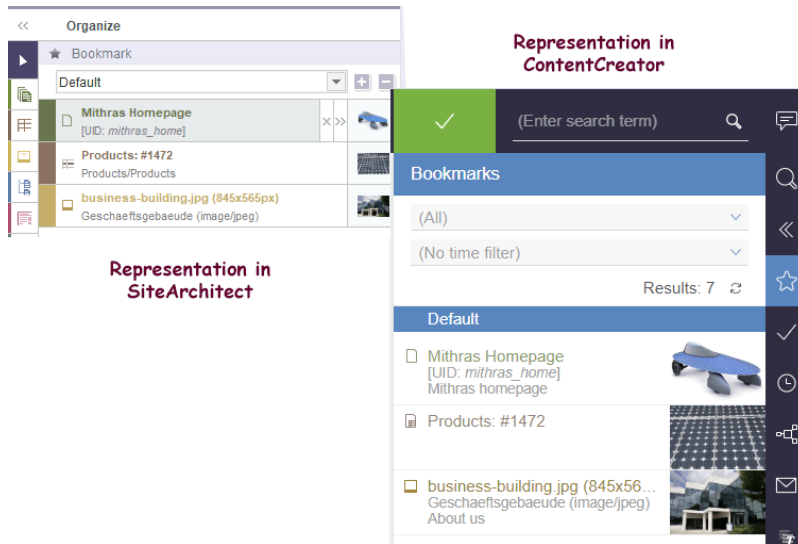 Organize
Bookmark
Default
Mithras Homepage
[UID: mithras_home]
Products: #1472
Products/Products
business-building.jpg (845x565px)
Geschaeftsgebaeude (image/jpeg)
Representation in
SiteArchitect
Representation in
ContentCreator
(Enter search term)
Bookmarks
(All)
(No time filter)
Results: 7
Default
Mithras Homepage
[UID: mithras_home]
Mithras homepage
Products: #1472
business-building.jpg (845x56...
Geschaeftsgebaeude (image/jpeg)
About us